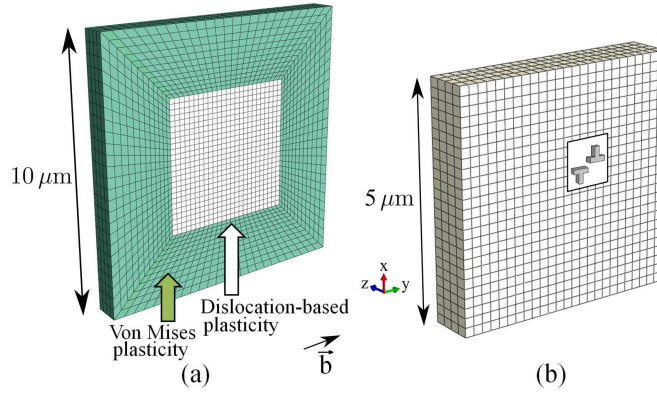 10 μm
Von Mises
plasticity
Dislocation-based
plasticity
b
(a)
5 μm
x
z
y
(b)